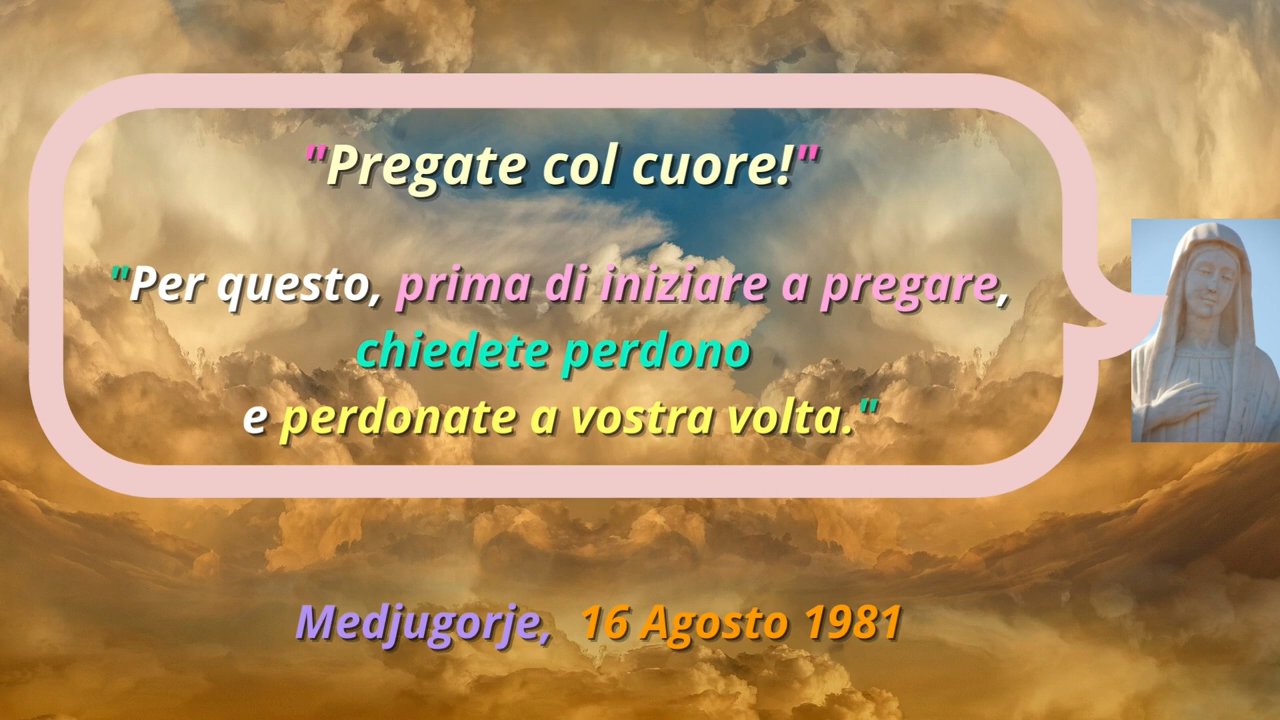 "Pregate col cuore!"
"Per questo, prima di iniziare a pregare,
chiedete perdono
e perdonate a vostra volta."
Medjugorje, 16 Agosto 1981